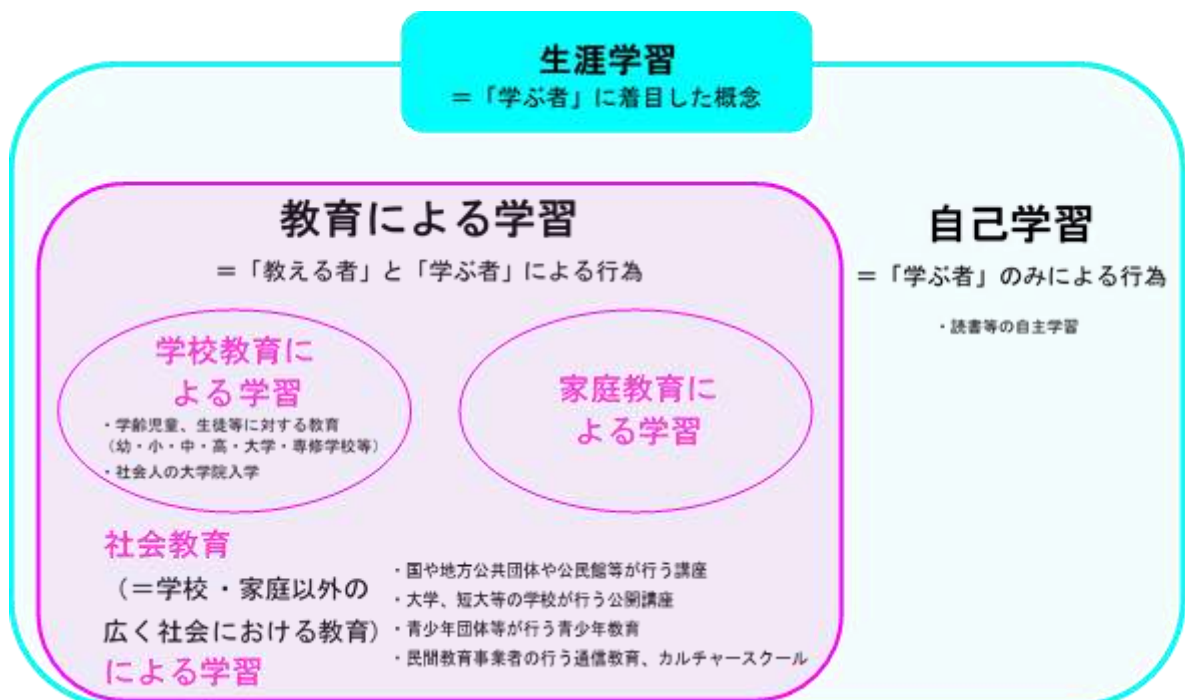 生涯学習
＝「学ぶ者」に着目した概念
教育による学習
＝「教える者」と「学ぶ者」による行為
学校教育に
よる学習
・学齢児童、生徒等に対する教育
（幼・小・中・高・大学・専修学校等）
・社会人の大学院入学
家庭教育に
よる学習
社会教育
（＝学校・家庭以外の
広く社会における教育）
による学習
・国や地方公共団体や公民館等が行う講座
・大学、短大等の学校が行う公開講座
・青少年団体等が行う青少年教育
・民間教育事業者の行う通信教育、カルチャースクール
自己学習
＝「学ぶ者」のみによる行為
・読書等の自主学習